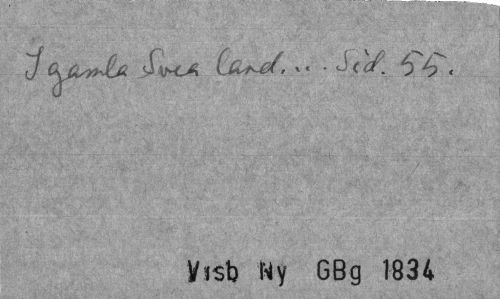 I gamla Svea land.... Sid. 55.
Visb Ny GBg 1834